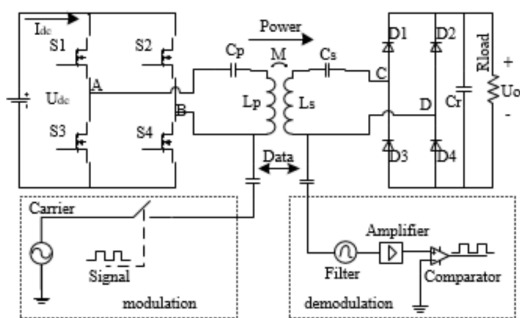 Idc
S1
S2
A
B
Udc
S3
S4
Cp
Power
M
Cs
Lp
Ls
C
D
D1
D2
D3
D4
Cr
Rload
+
Uo
-
Data
Carrier
Signal
modulation
Filter
Amplifier
Comparator
demodulation